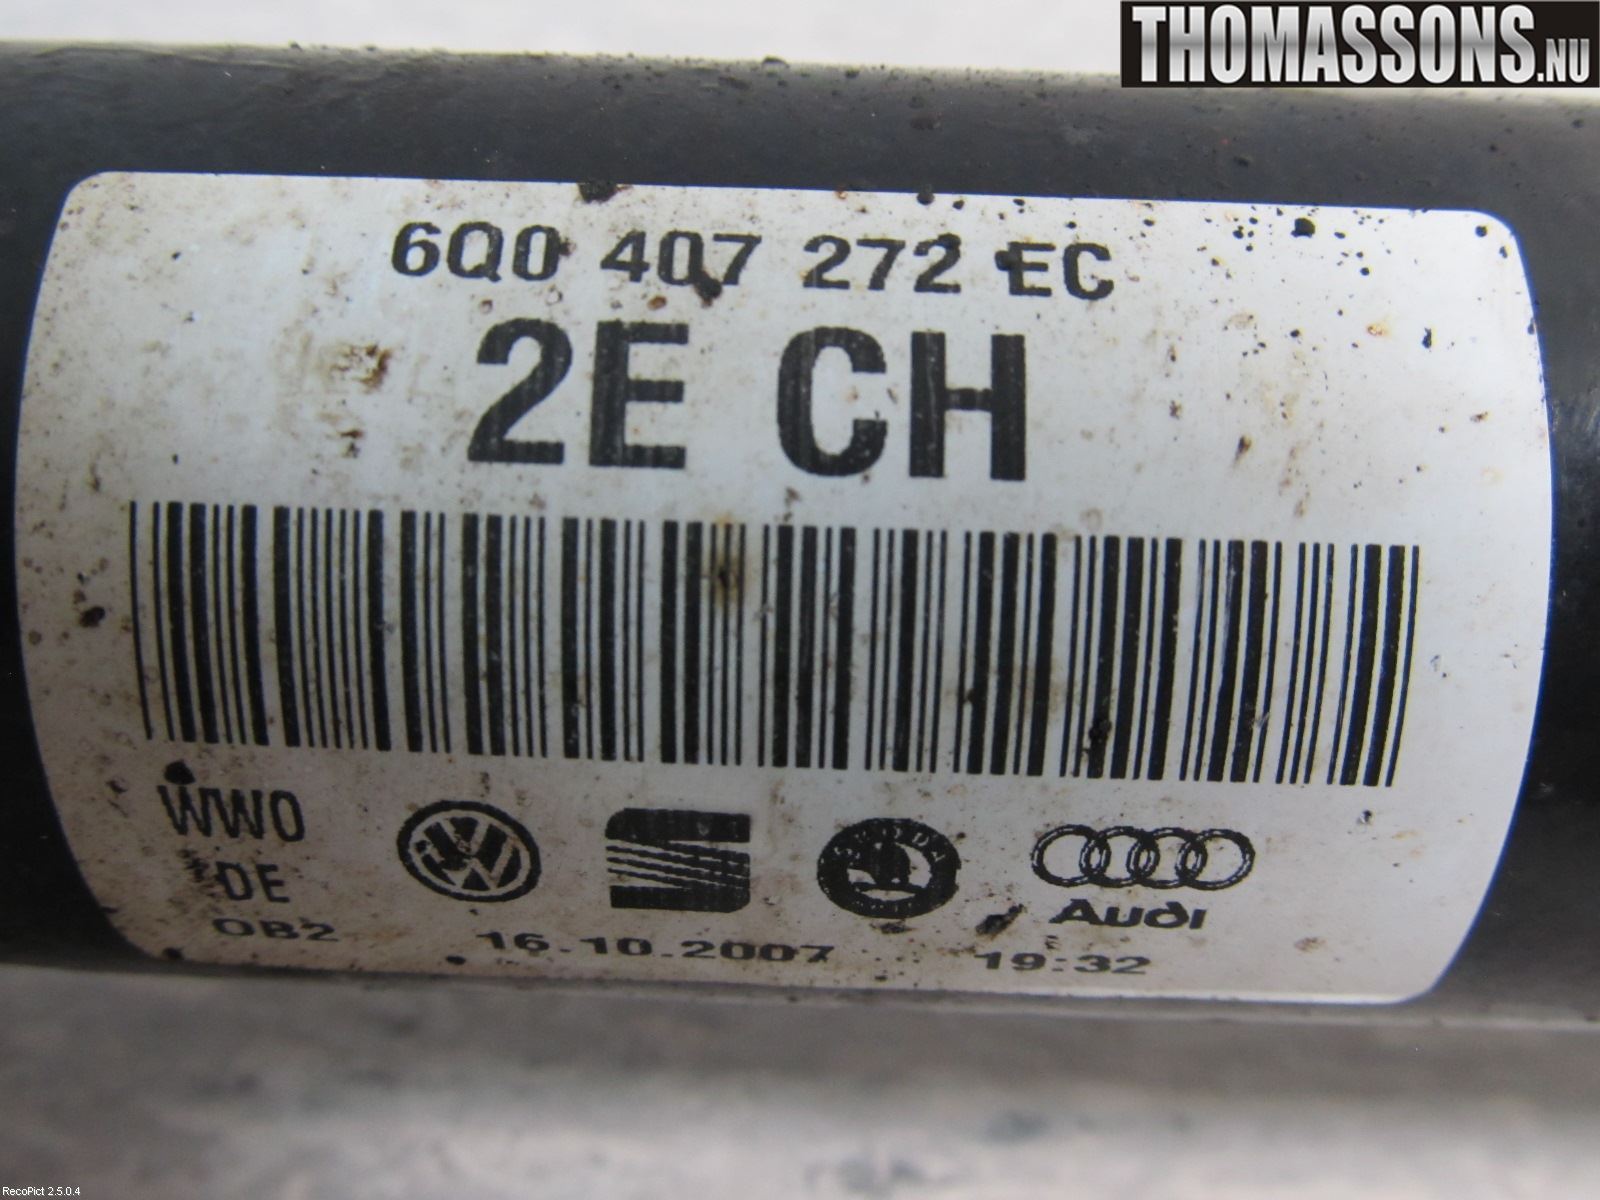 THOMASSONS.NU
6Q0 407 272 EC
2E CH
WW0
DE
OB2
SKODA
Audi
16.10.2007 19:32
RecoPict 2.5.0.4